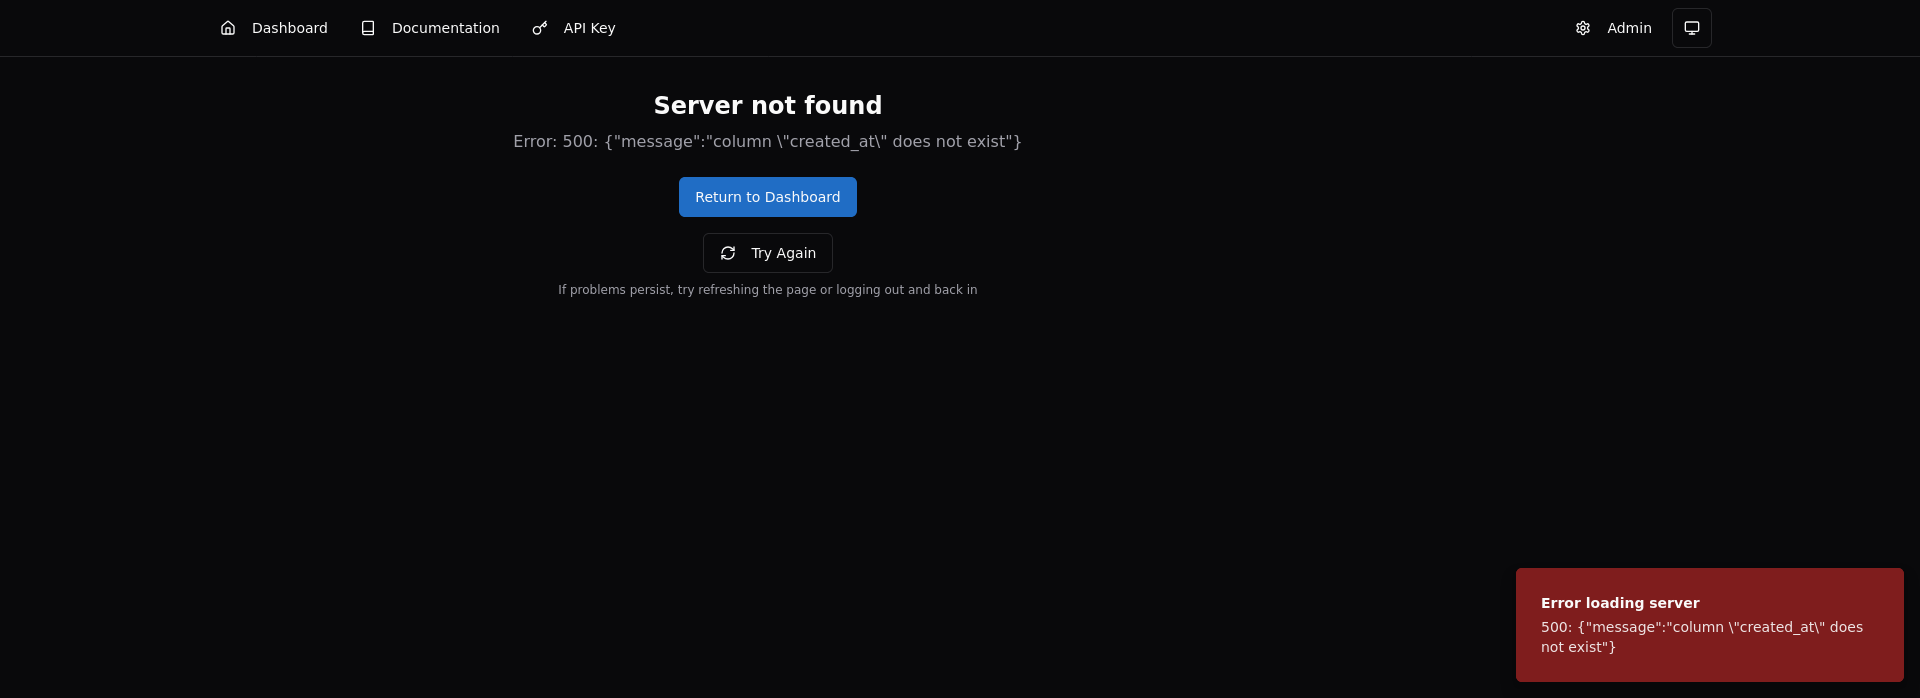 Dashboard
Documentation
API Key
Admin
Server not found
Error: 500: {"message":"column \"created_at\" does not exist"}
Return to Dashboard
Try Again
If problems persist, try refreshing the page or logging out and back in
Error loading server
500: {"message":"column \"created_at\" does
not exist"}